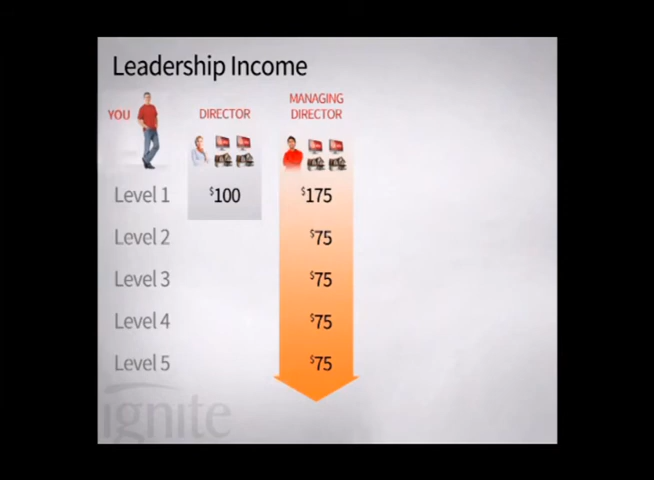 Leadership Income
YOU
DIRECTOR
MANAGING
DIRECTOR
Level 1 $100 $175
Level 2 $75
Level 3 $75
Level 4 $75
Level 5 $75
ignite